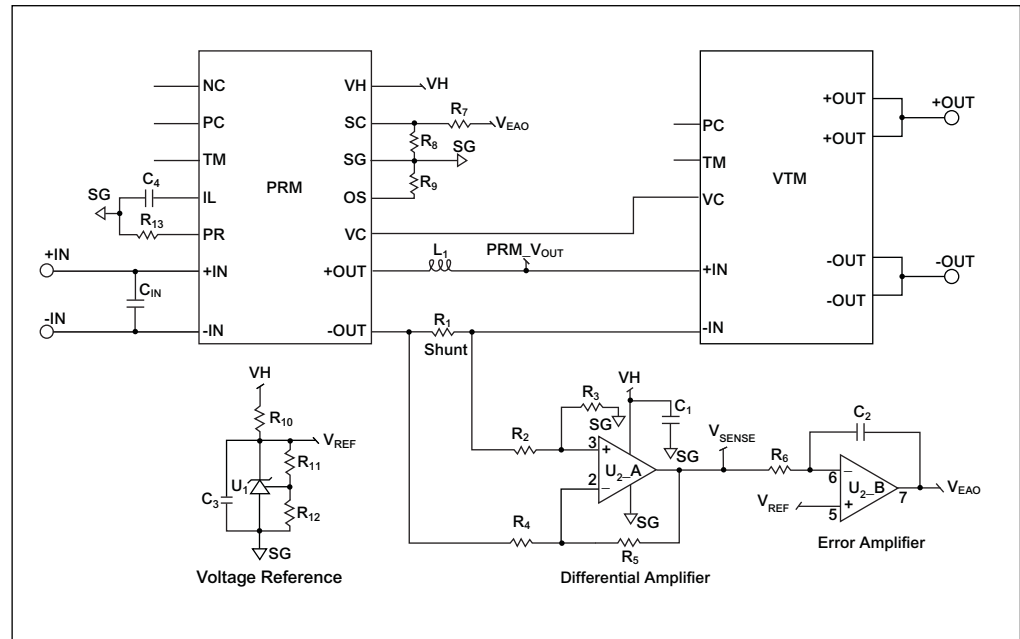 NC
PC
TM
IL
PR
+IN
-IN
VH
SC
SG
OS
VC
+OUT
-OUT
PRM
SG
C4
R13
+IN
-IN
CIN
VH
R7
VEAO
R8
SG
R9
L1
PRM_VOUT
R1
Shunt
PC
TM
VC
+IN
-IN
VTM
+OUT
+OUT
-OUT
-OUT
+OUT
-OUT
VH
R10
VREF
R11
U1
C3
R12
SG
Voltage Reference
R2
R3
SG
VH
C1
SG
3
+
2
–
U2_A
SG
R4
R5
Differential Amplifier
VSENSE
R6
C2
6
–
U2_B
7
VEAO
VREF
5
+
Error Amplifier